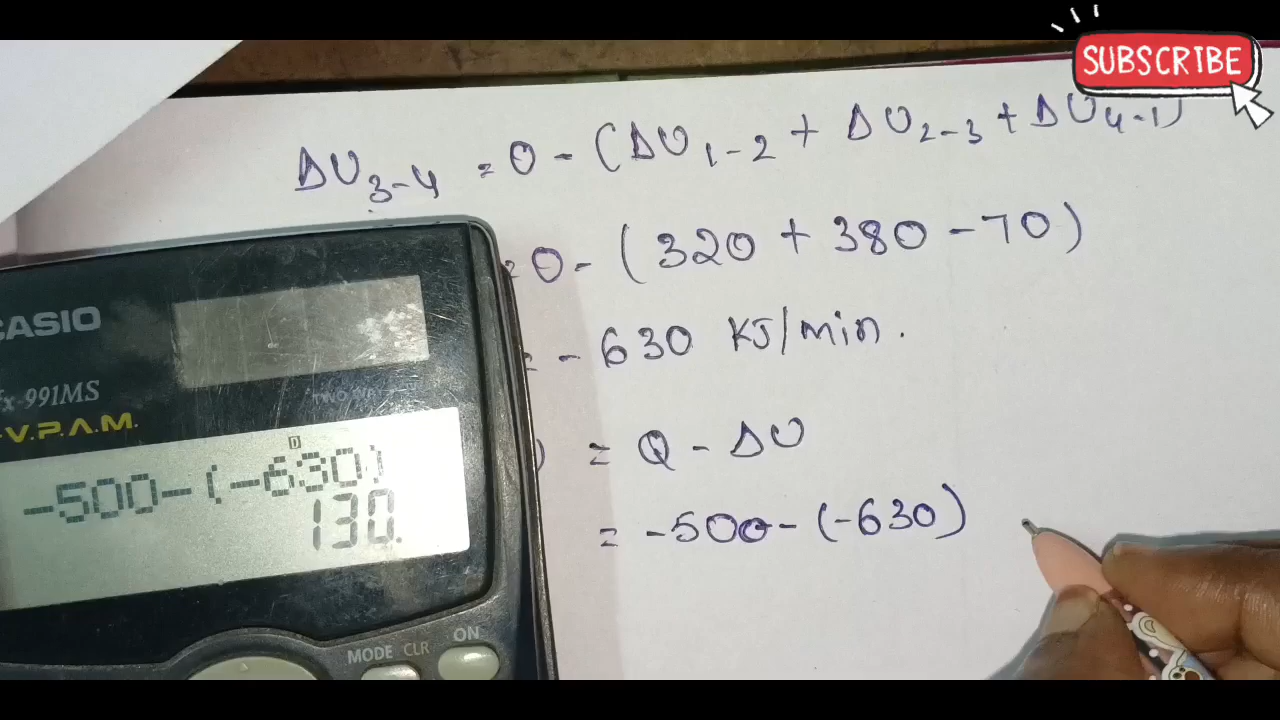 SUBSCRIBE
ΔU₃₋₄ = 0 - (ΔU₁₋₂ + ΔU₂₋₃ + ΔU₄₋₁)
= 0 - (320 + 380 - 70)
= - 630 KJ/min.
= Q - ΔU
= -500 - (-630)
CASIO
fx-991MS
V.P.A.M.
D
-500-(-630)
130.
MODE CLR
ON